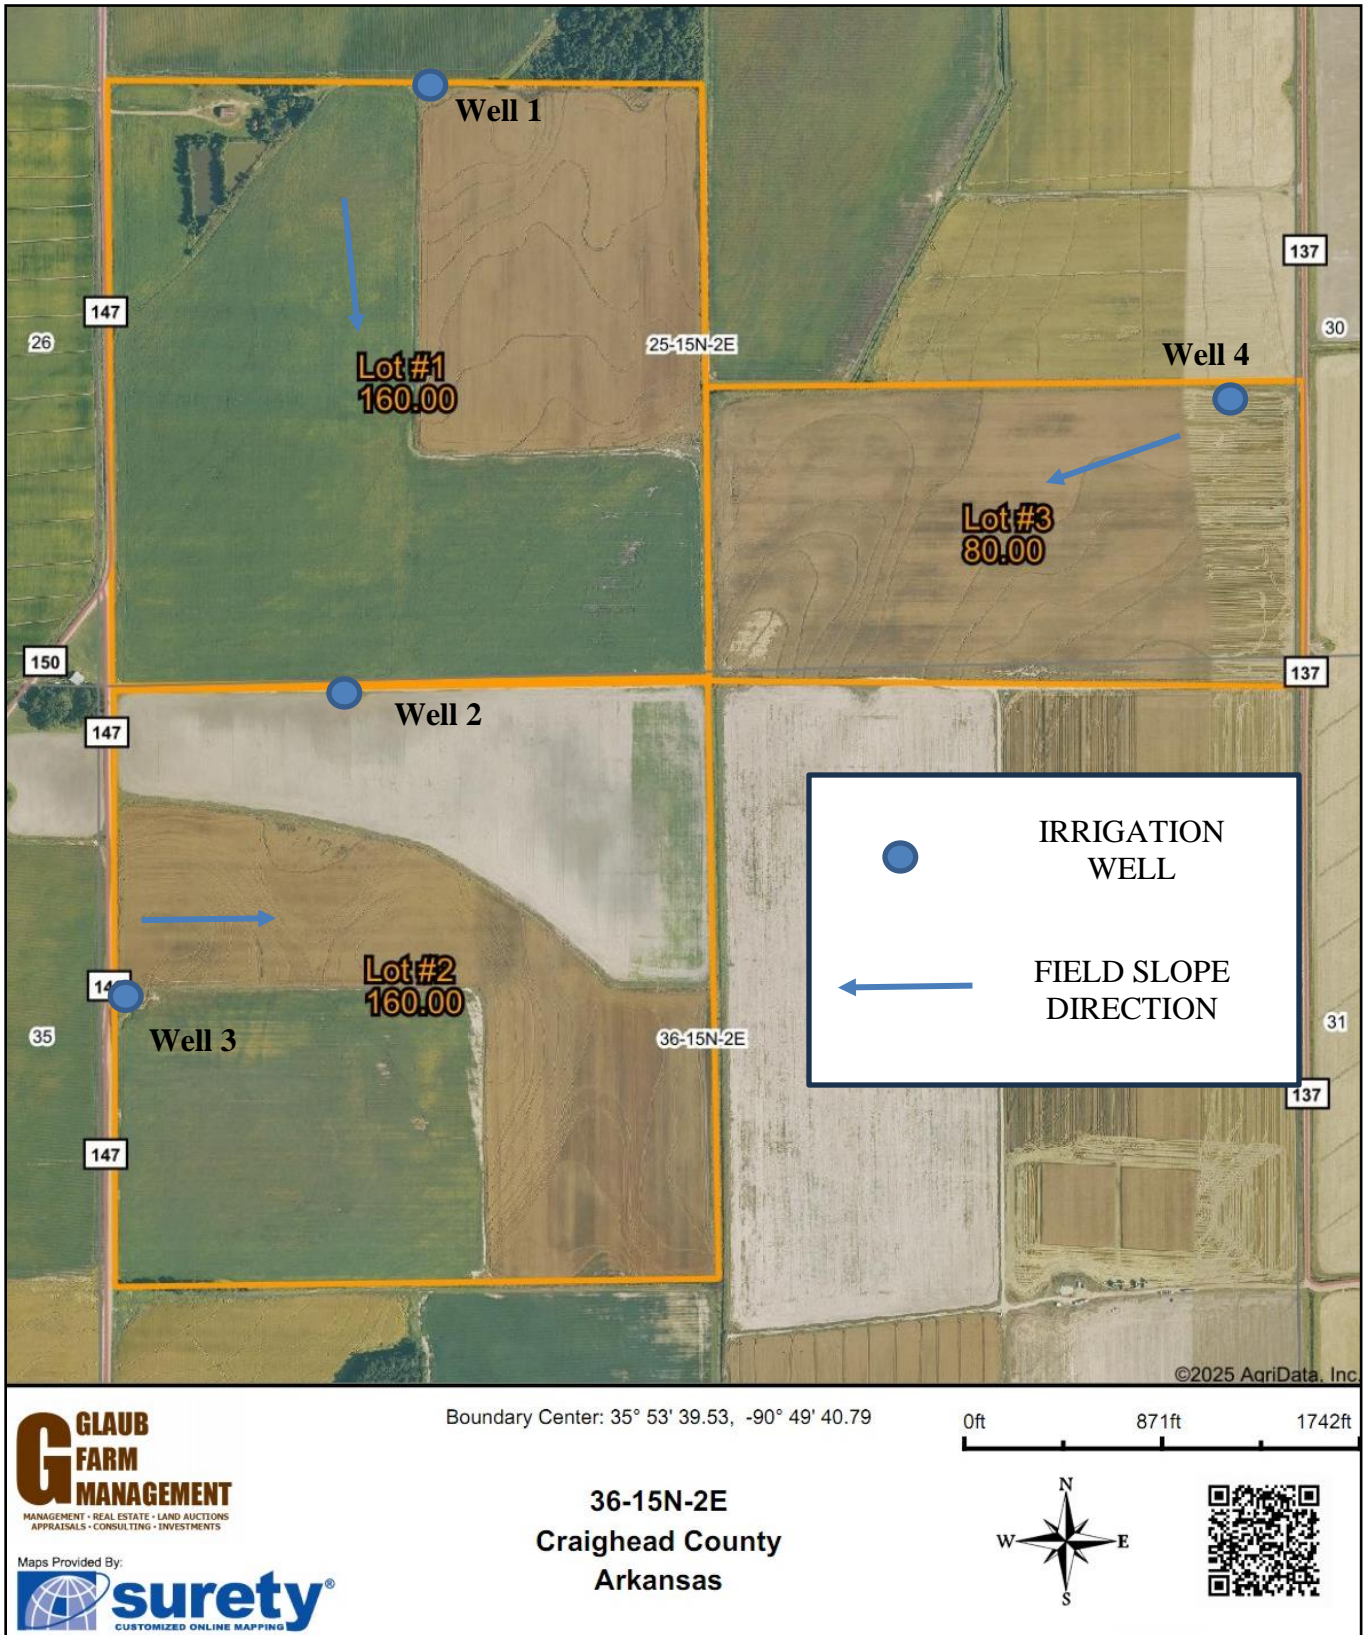 Well 1
147
137
26
25-15N-2E
30
Lot #1
160.00
Well 4
Lot #3
80.00
150
137
147
Well 2
IRRIGATION
WELL
FIELD SLOPE
DIRECTION
Lot #2
160.00
35
Well 3
36-15N-2E
31
137
147
©2025 AgriData, Inc.
GLAUB
FARM
MANAGEMENT
MANAGEMENT • REAL ESTATE • LAND AUCTIONS
APPRAISALS • CONSULTING • INVESTMENTS
Boundary Center: 35° 53' 39.53, -90° 49' 40.79
0ft 871ft 1742ft
36-15N-2E
Craighead County
Arkansas
N
W E
S
Maps Provided By:
surety®
CUSTOMIZED ONLINE MAPPING